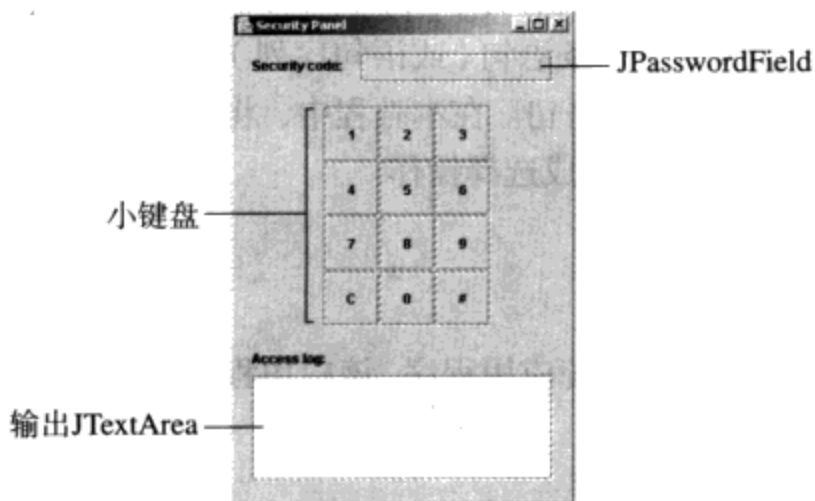 Security Panel
Security code:
JPasswordField
1 2 3
4 5 6
小键盘
7 8 9
C 0 #
Access log:
输出JTextArea